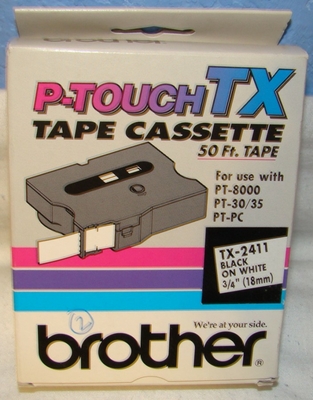 P-TOUCH TX
TAPE CASSETTE
50 Ft. TAPE
For use with
PT-8000
PT-30/35
PT-PC
TX-2411
BLACK
ON WHITE
3/4" (18mm)
2
We're at your side.
brother®